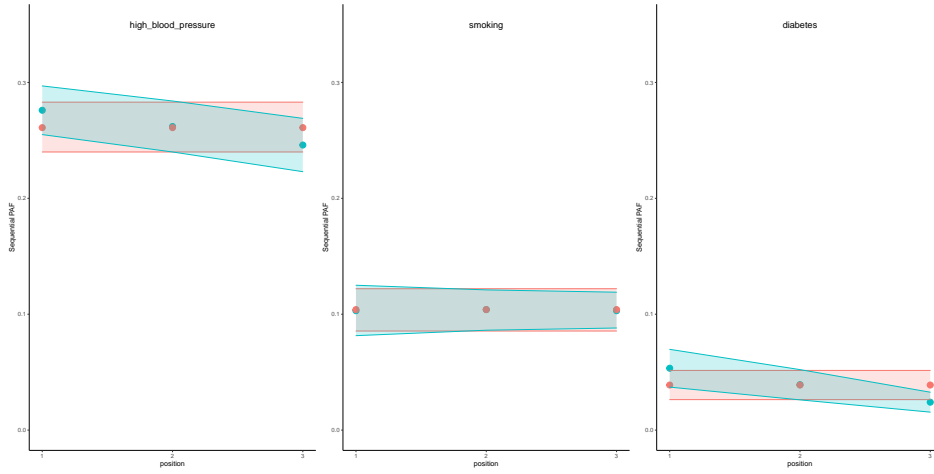 high_blood_pressure
smoking
diabetes
Sequential PAF
0.3
0.2
0.1
0.0
1
2
3
position
Sequential PAF
0.3
0.2
0.1
0.0
1
2
3
position
Sequential PAF
0.3
0.2
0.1
0.0
1
2
3
position